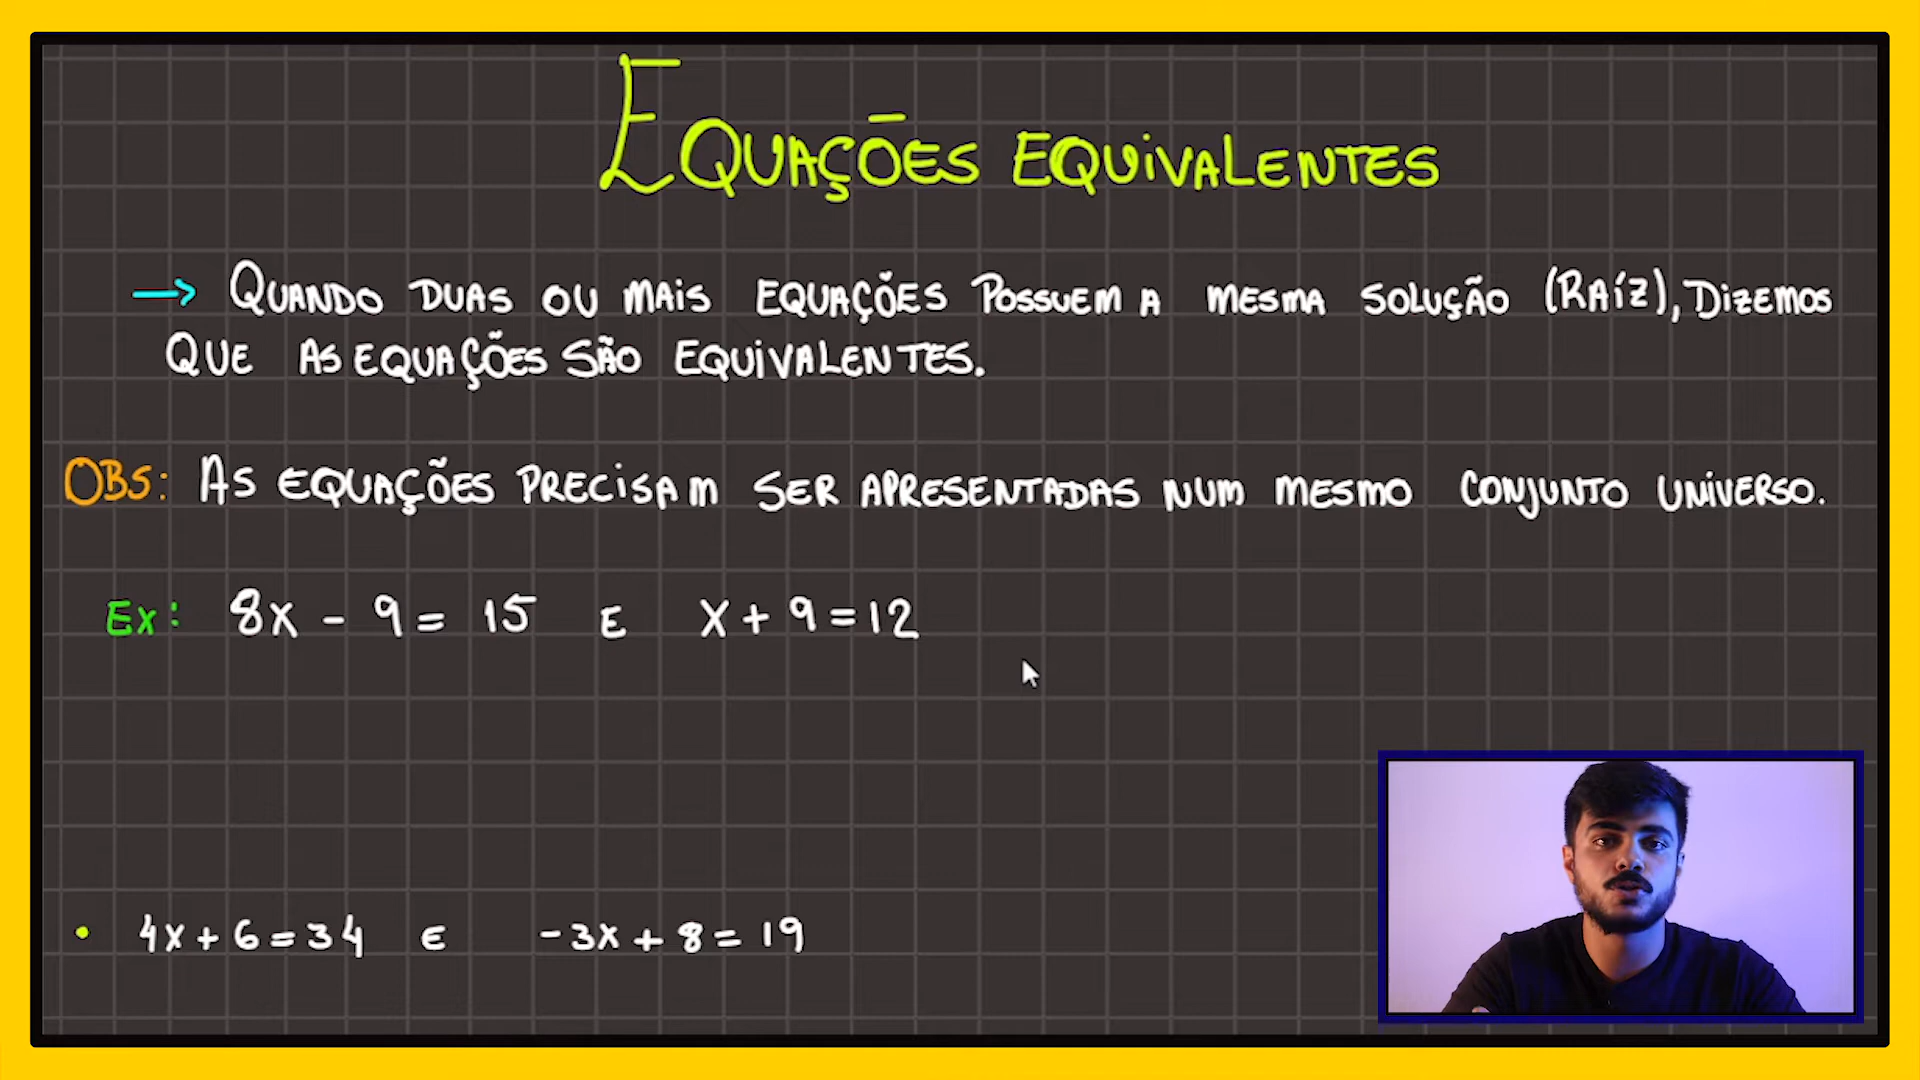 EQUAÇÕES EQUIVALENTES
→ QUANDO DUAS OU MAIS EQUAÇÕES POSSUEM A MESMA SOLUÇÃO (RAÍZ), DIZEMOS
QUE AS EQUAÇÕES SÃO EQUIVALENTES.
OBS: AS EQUAÇÕES PRECISAM SER APRESENTADAS NUM MESMO CONJUNTO UNIVERSO.
Ex: 8x - 9 = 15 E x + 9 = 12
• 4x + 6 = 34 E -3x + 8 = 19